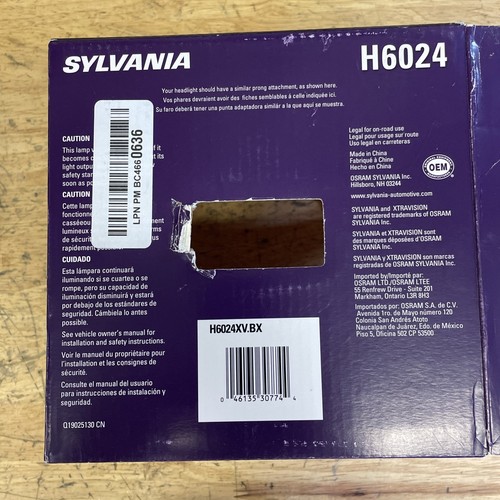 SYLVANIA
H6024
Your headlight should have a similar prong attachment, as shown here.
Vos phares devraient avoir des fiches semblables à celle indiquée ici.
Su faro deberá tener una punta adaptadora similar a la que aquí se muestra.
CAUTION
This lamp if it
becomes its
light output
safety stan
soon as
LPN PM BC4660636
ATTENTION
Cette lamp
fonctionne
casséeou
lumineux s rmes
de sécurité
dès que
CUIDADO
Esta lámpara continuará
iluminando si se cuartea o se
rompe, pero su capacidad de
iluminación disminuirá y estará
por debajo de los estándares de
seguridad. Cámbiela lo antes
posible.
See vehicle owner's manual for
installation and safety instructions.
Voir le manuel du propriétaire pour
l'installation et les consignes de
sécurité.
Consulte el manual del usuario
para instrucciones de instalación y
seguridad.
Q19025130 CN
H6024XV.BX
0 46135 30774 4
Legal for on-road use
Legal pour usage sur route
Uso legal en carreteras
Made in China
Fabriqué à Chine
Hecho en China
OSRAM SYLVANIA Inc.
Hillsboro, NH 03244
OEM
www.sylvania-automotive.com
SYLVANIA and XTRAVISION
are registered trademarks of OSRAM
SYLVANIA Inc.
SYLVANIA et XTRAVISION sont
des marques déposées d'OSRAM
SYLVANIA Inc.
SYLVANIA y XTRAVISION son marcas
registradas de OSRAM SYLVANIA Inc.
Imported by/Importé par:
OSRAM LTD./OSRAM LTEE
55 Renfrew Drive - Suite 201
Markham, Ontario L3R 8H3
Importados por: OSRAM S.A. de C.V.
Avenida 1ro. de Mayo número 120
Colonia San Andrés Atoto
Naucalpan de Juárez, Edo. de México
Piso 5, Oficina 502 CP 53500